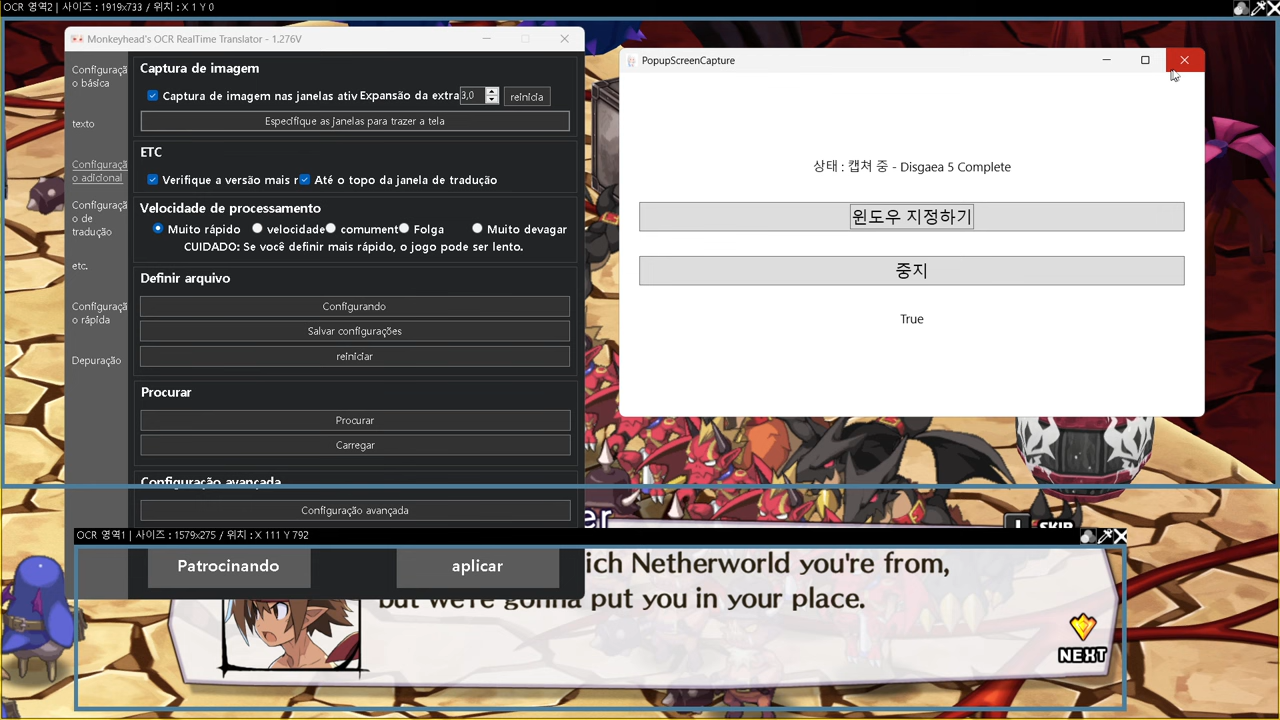 OCR 영역2 | 사이즈 : 1919x733 / 위치 : X 1 Y 0
Monkeyhead's OCR RealTime Translator - 1.276V
Configuraçã
o básica
texto
Configuraçã
o adicional
Configuraçã
o de
tradução
etc.
Configuraçã
o rápida
Depuração
Captura de imagem
Captura de imagem nas janelas ativ Expansão da extra 3,0 reinicia
Especifique as janelas para trazer a tela
ETC
Verifique a versão mais r Até o topo da janela de tradução
Velocidade de processamento
Muito rápido velocidade comument Folga Muito devagar
CUIDADO: Se você definir mais rápido, o jogo pode ser lento.
Definir arquivo
Configurando
Salvar configurações
reiniciar
Procurar
Procurar
Carregar
Configuração avançada
Configuração avançada
Patrocinando aplicar
PopupScreenCapture
상태 : 캡쳐 중 - Disgaea 5 Complete
윈도우 지정하기
중지
True
er
SKIP
OCR 영역1 | 사이즈 : 1579x275 / 위치 : X 111 Y 792
ich Netherworld you're from,
but we're gonna put you in your place.
NEXT